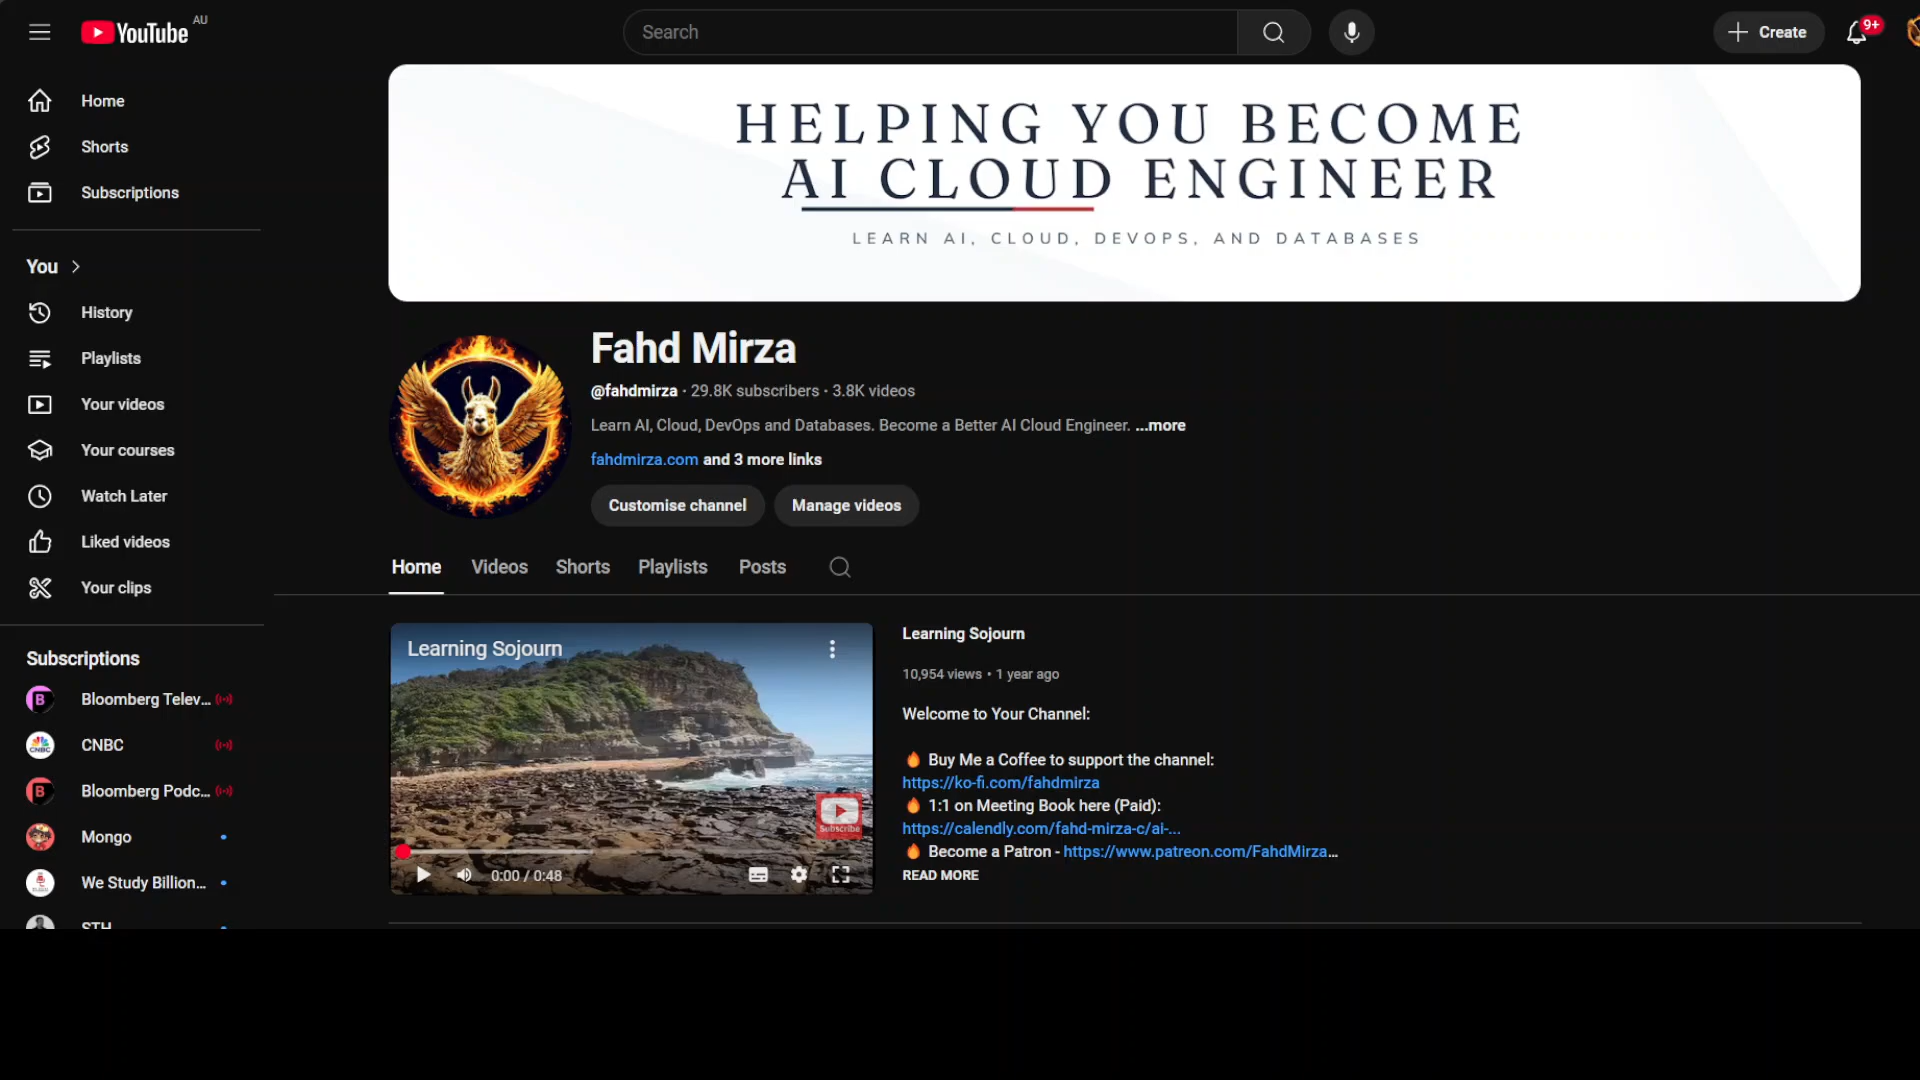 YouTube AU
Search
Create
9+
Home
Shorts
Subscriptions
You
History
Playlists
Your videos
Your courses
Watch Later
Liked videos
Your clips
Subscriptions
Bloomberg Telev...
CNBC
Bloomberg Podc...
Mongo
We Study Billion...
STH
HELPING YOU BECOME
AI CLOUD ENGINEER
LEARN AI, CLOUD, DEVOPS, AND DATABASES
Fahd Mirza
@fahdmirza · 29.8K subscribers · 3.8K videos
Learn AI, Cloud, DevOps and Databases. Become a Better AI Cloud Engineer. ...more
fahdmirza.com and 3 more links
Customise channel
Manage videos
Home Videos Shorts Playlists Posts
Learning Sojourn
Subscribe
0:00 / 0:48
Learning Sojourn
10,954 views • 1 year ago
Welcome to Your Channel:
🔥 Buy Me a Coffee to support the channel:
https://ko-fi.com/fahdmirza
🔥 1:1 on Meeting Book here (Paid):
https://calendly.com/fahd-mirza-c/ai-...
🔥 Become a Patron - https://www.patreon.com/FahdMirza...
READ MORE